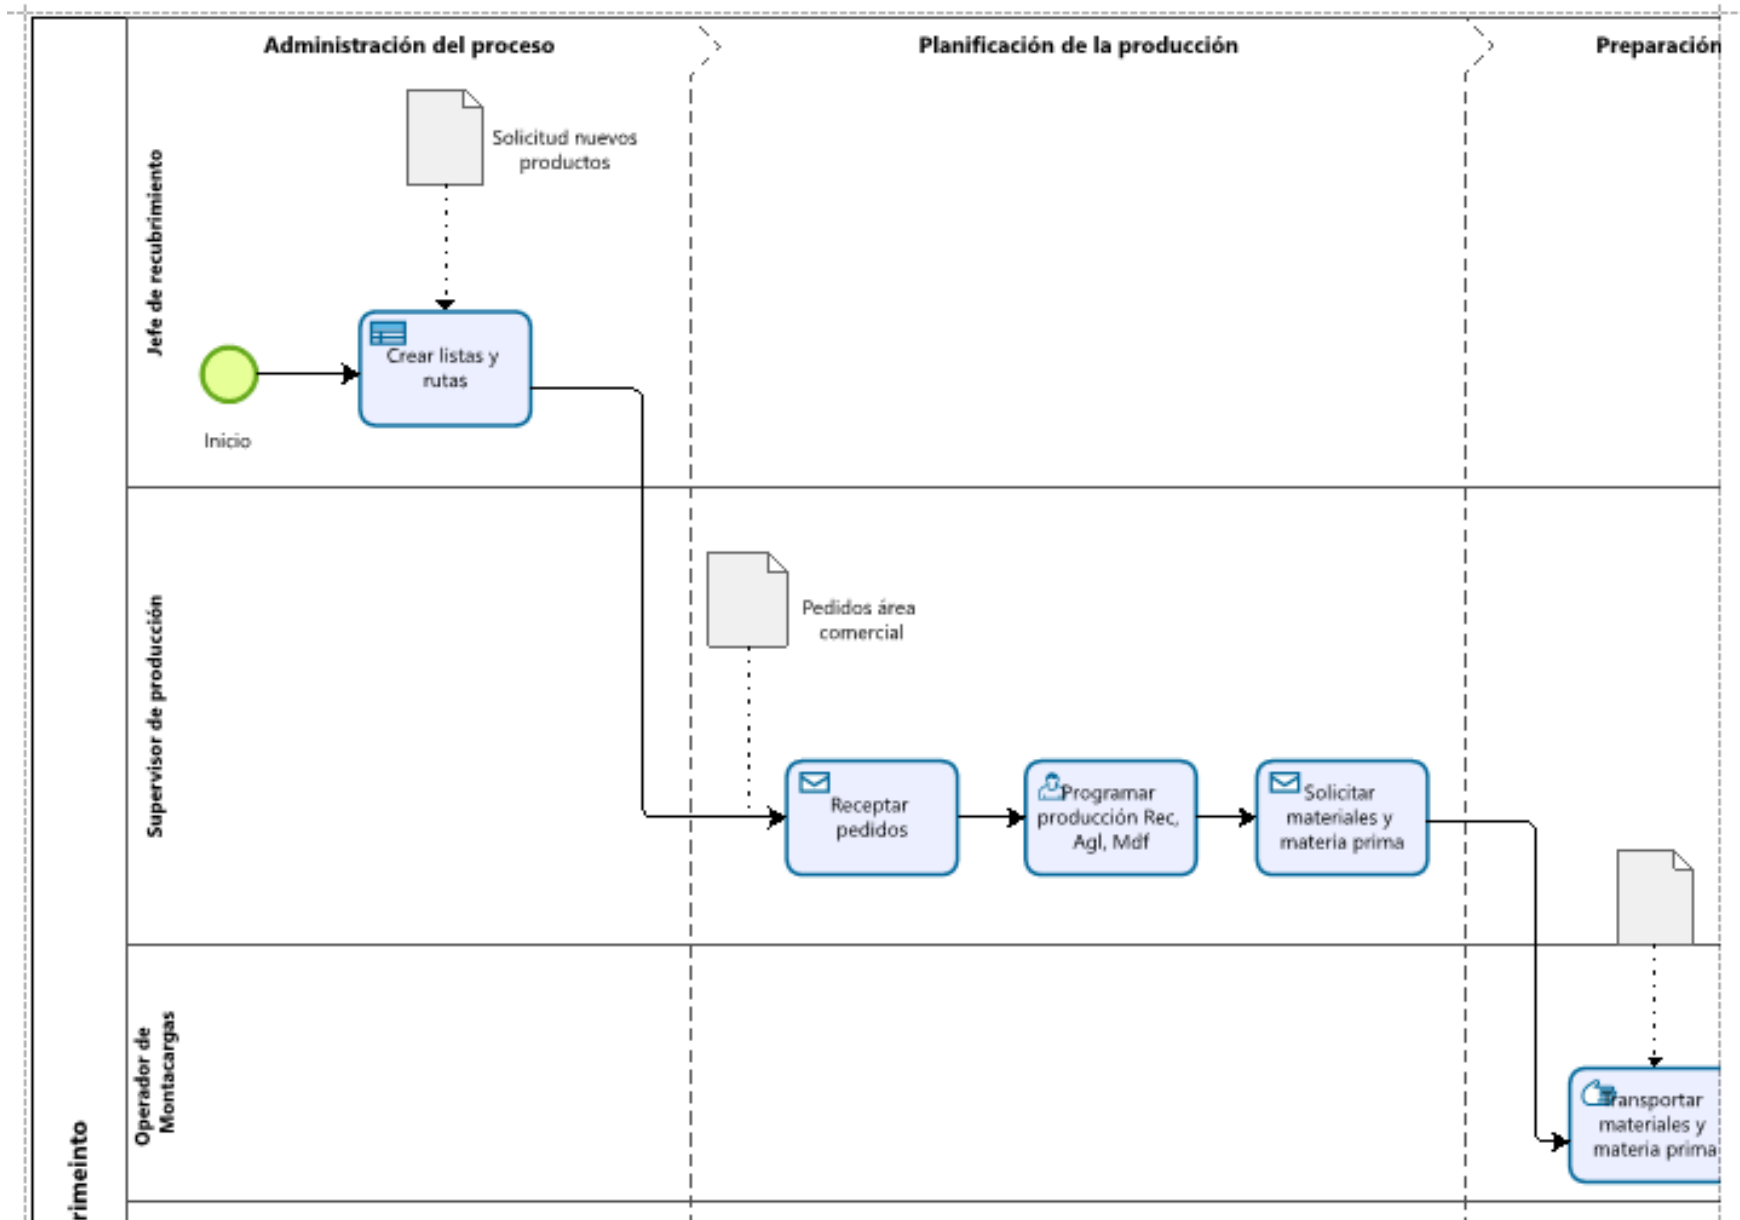 Administración del proceso
Planificación de la producción
Preparación
Solicitud nuevos
productos
Jefe de recubrimiento
Crear listas y
rutas
Inicio
Pedidos área
comercial
Supervisor de producción
Receptar
pedidos
Programar
producción Rec,
Agl, Mdf
Solicitar
materiales y
materia prima
Operador de
Montacargas
Transportar
materiales y
materia prima
rimeinto